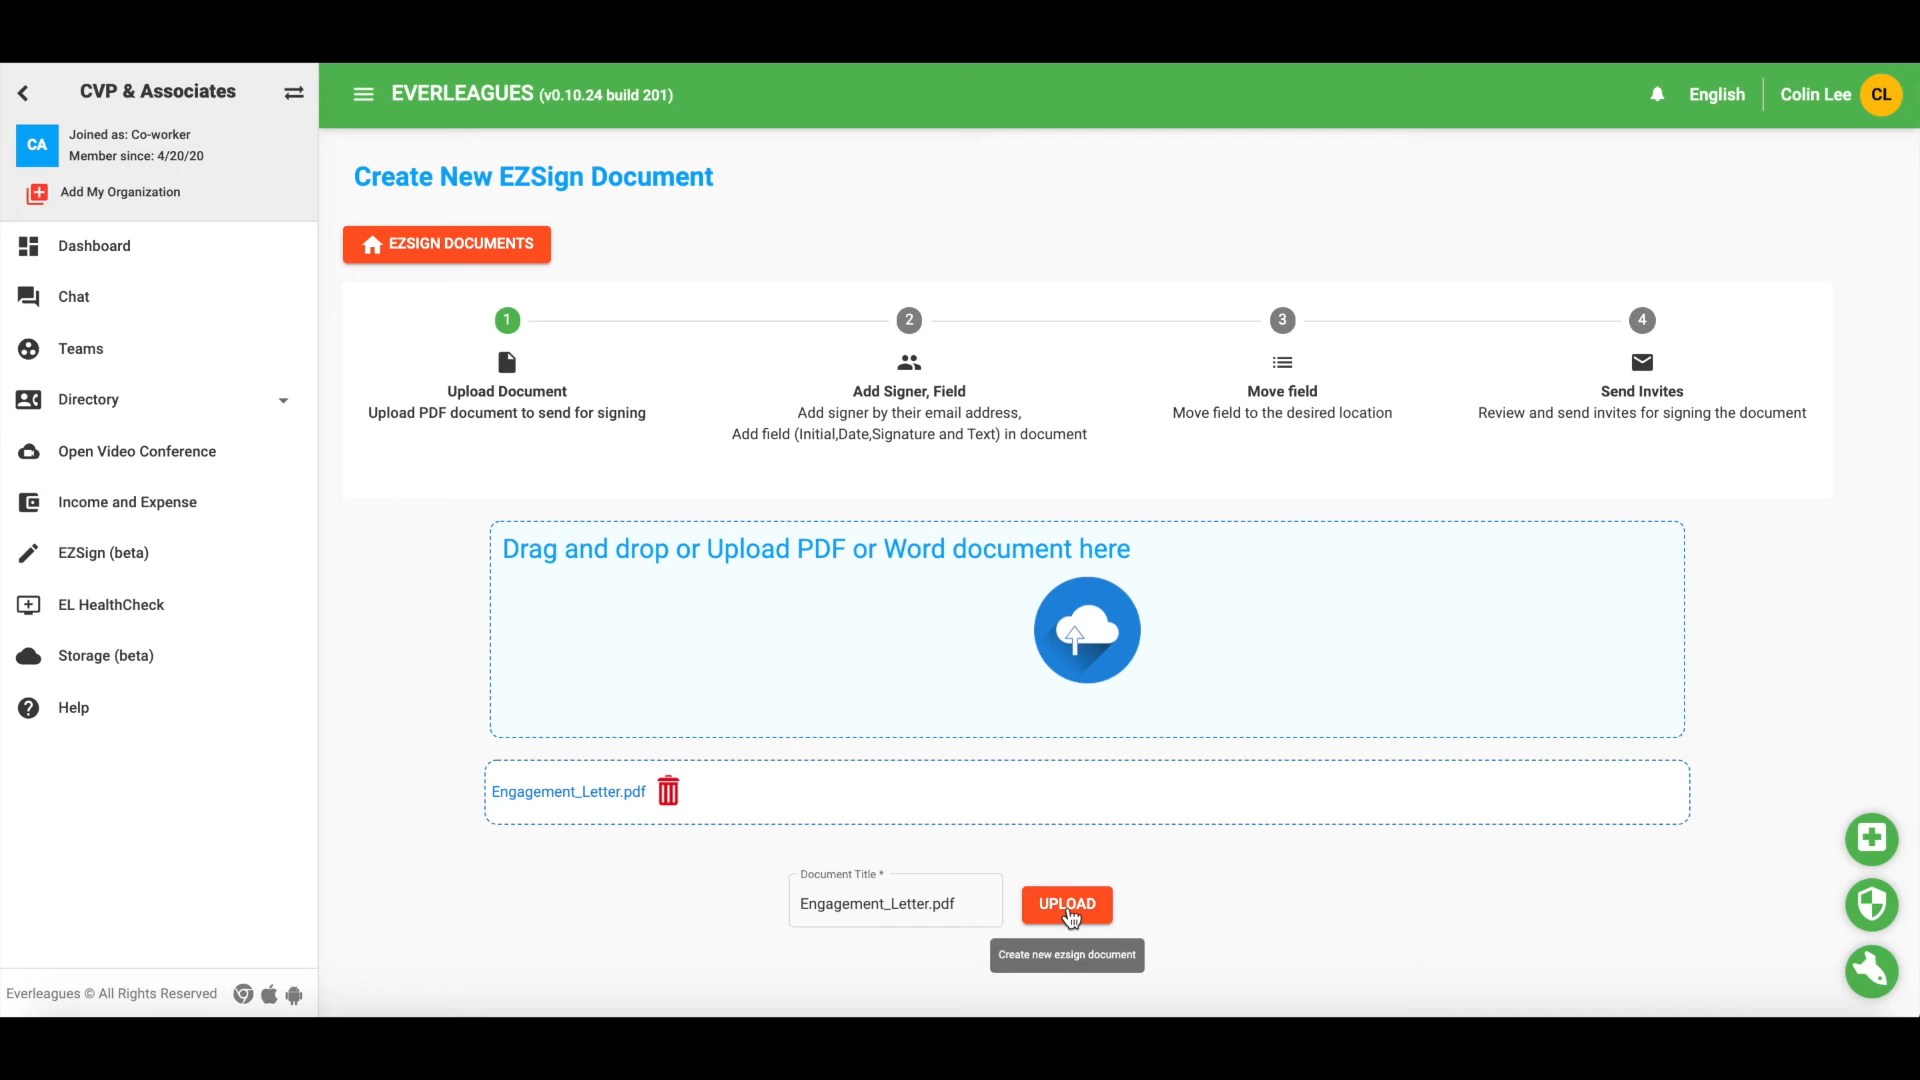 CVP & Associates
CA
Joined as: Co-worker
Member since: 4/20/20
Add My Organization
Dashboard
Chat
Teams
Directory
Open Video Conference
Income and Expense
EZSign (beta)
EL HealthCheck
Storage (beta)
Help
Everleagues © All Rights Reserved
EVERLEAGUES (v0.10.24 build 201)
English
Colin Lee
CL
Create New EZSign Document
EZSIGN DOCUMENTS
1
Upload Document
Upload PDF document to send for signing
2
Add Signer, Field
Add signer by their email address,
Add field (Initial,Date,Signature and Text) in document
3
Move field
Move field to the desired location
4
Send Invites
Review and send invites for signing the document
Drag and drop or Upload PDF or Word document here
Engagement_Letter.pdf
Document Title *
Engagement_Letter.pdf
UPLOAD
Create new ezsign document